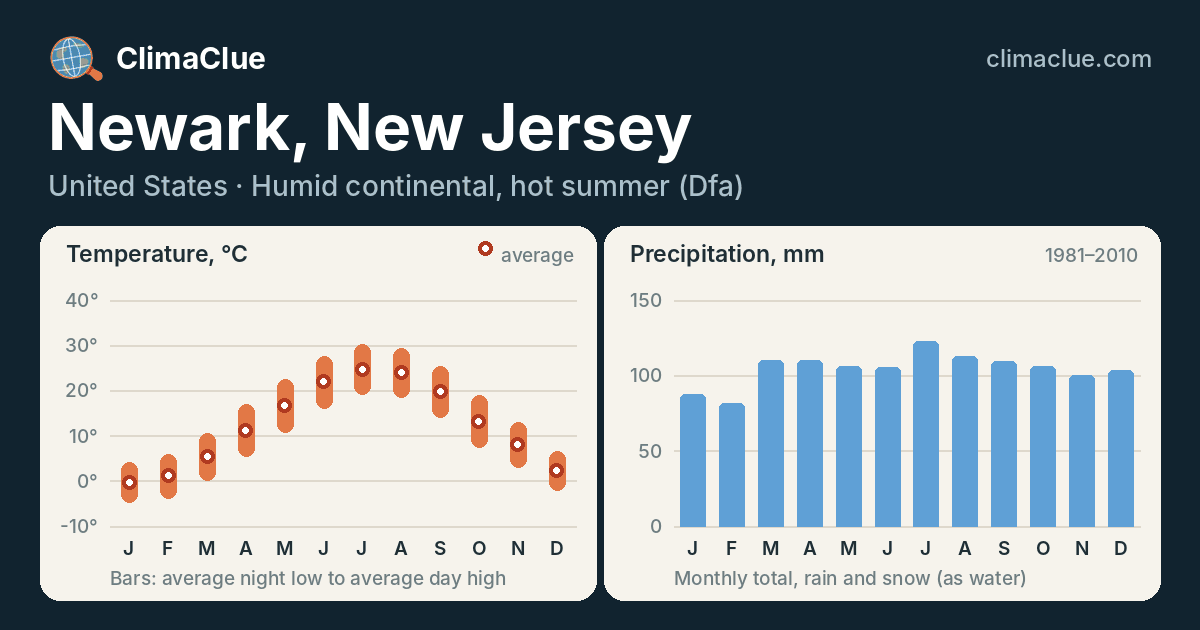 ClimaClue
climaclue.com
Newark, New Jersey
United States · Humid continental, hot summer (Dfa)
Temperature, °C
average
40°
30°
20°
10°
0°
-10°
J F M A M J J A S O N D
Bars: average night low to average day high
Precipitation, mm
1981–2010
150
100
50
0
J F M A M J J A S O N D
Monthly total, rain and snow (as water)